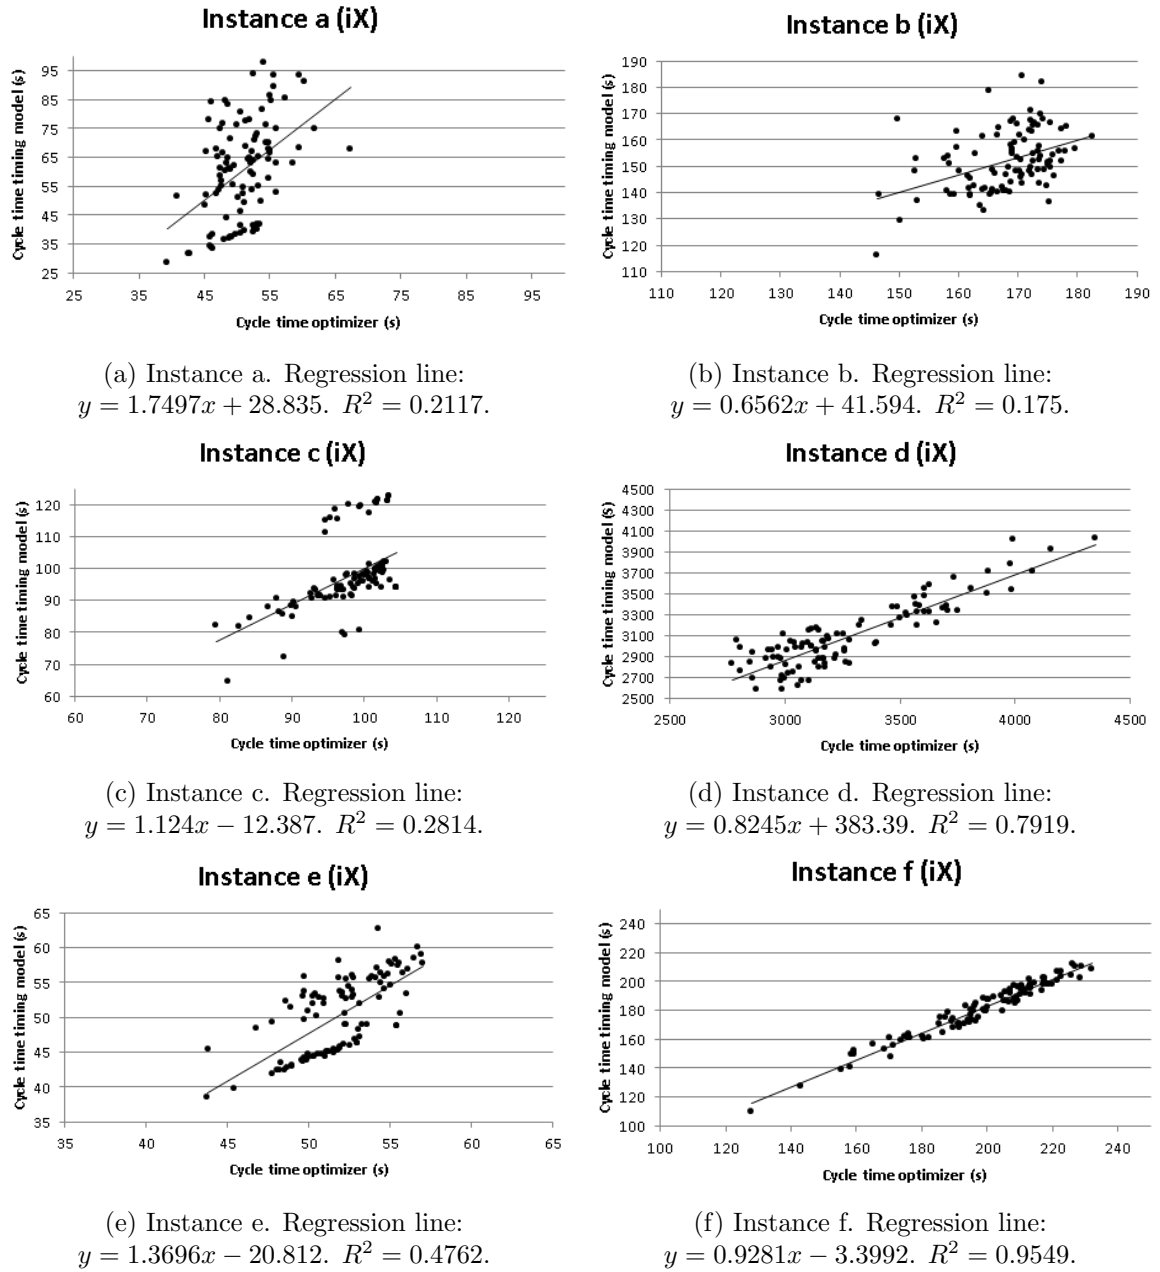 Instance a (iX)
Cycle time timing model (s)
95
85
75
65
55
45
35
25
25 35 45 55 65 75 85 95
Cycle time optimizer (s)
(a) Instance a. Regression line:
y = 1.7497x + 28.835. R² = 0.2117.
Instance b (iX)
Cycle time timing model (s)
190
180
170
160
150
140
130
120
110
110 120 130 140 150 160 170 180 190
Cycle time optimizer (s)
(b) Instance b. Regression line:
y = 0.6562x + 41.594. R² = 0.175.
Instance c (iX)
Cycle time timing model (s)
120
110
100
90
80
70
60
60 70 80 90 100 110 120
Cycle time optimizer (s)
(c) Instance c. Regression line:
y = 1.124x − 12.387. R² = 0.2814.
Instance d (iX)
Cycle time timing model (s)
4500
4300
4100
3900
3700
3500
3300
3100
2900
2700
2500
2500 3000 3500 4000 4500
Cycle time optimizer (s)
(d) Instance d. Regression line:
y = 0.8245x + 383.39. R² = 0.7919.
Instance e (iX)
Cycle time timing model (s)
65
60
55
50
45
40
35
35 40 45 50 55 60 65
Cycle time optimizer (s)
(e) Instance e. Regression line:
y = 1.3696x − 20.812. R² = 0.4762.
Instance f (iX)
Cycle time timing model (s)
240
220
200
180
160
140
120
100
100 120 140 160 180 200 220 240
Cycle time optimizer (s)
(f) Instance f. Regression line:
y = 0.9281x − 3.3992. R² = 0.9549.